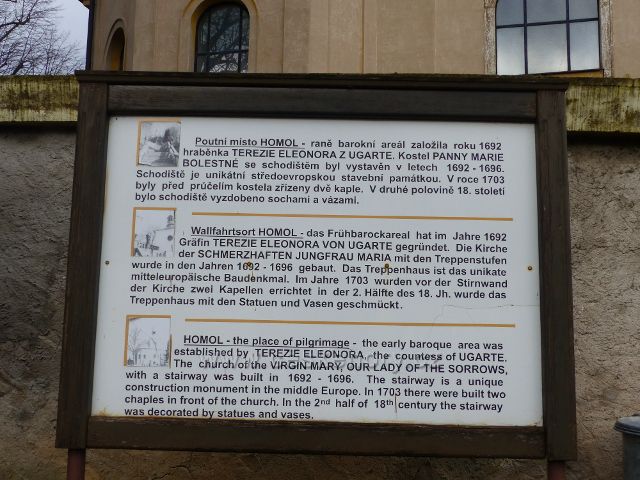 Poutní místo HOMOL - raně barokní areál založila roku 1692
hraběnka TEREZIE ELEONORA Z UGARTE. Kostel PANNY MARIE
BOLESTNÉ se schodištěm byl vystavěn v letech 1692 - 1696.
Schodiště je unikátní středoevropskou stavební památkou. V roce 1703
byly před průčelím kostela zřízeny dvě kaple. V druhé polovině 18. století
bylo schodiště vyzdobeno sochami a vázami.
Wallfahrtsort HOMOL - das Frühbarockareal hat im Jahre 1692
Gräfin TEREZIE ELEONORA VON UGARTE gegründet. Die Kirche
der SCHMERZHAFTEN JUNGFRAU MARIA mit den Treppenstufen
wurde in den Jahren 1692 - 1696 gebaut. Das Treppenhaus ist das unikate
mitteleuropäische Baudenkmal. Im Jahre 1703 wurden vor der Stirnwand
der Kirche zwei Kapellen errichtet in der 2. Hälfte des 18. Jh. wurde das
Treppenhaus mit den Statuen und Vasen geschmückt.
HOMOL - the place of pilgrimage - the early baroque area was
established by TEREZIE ELEONORA, the countess of UGARTE.
The church of the VIRGIN MARY, OUR LADY OF THE SORROWS,
with a stairway was built in 1692 - 1696. The stairway is a unique
construction monument in the middle Europe. In 1703 there were built two
chaples in front of the church. In the 2nd half of 18th century the stairway
was decorated by statues and vases.